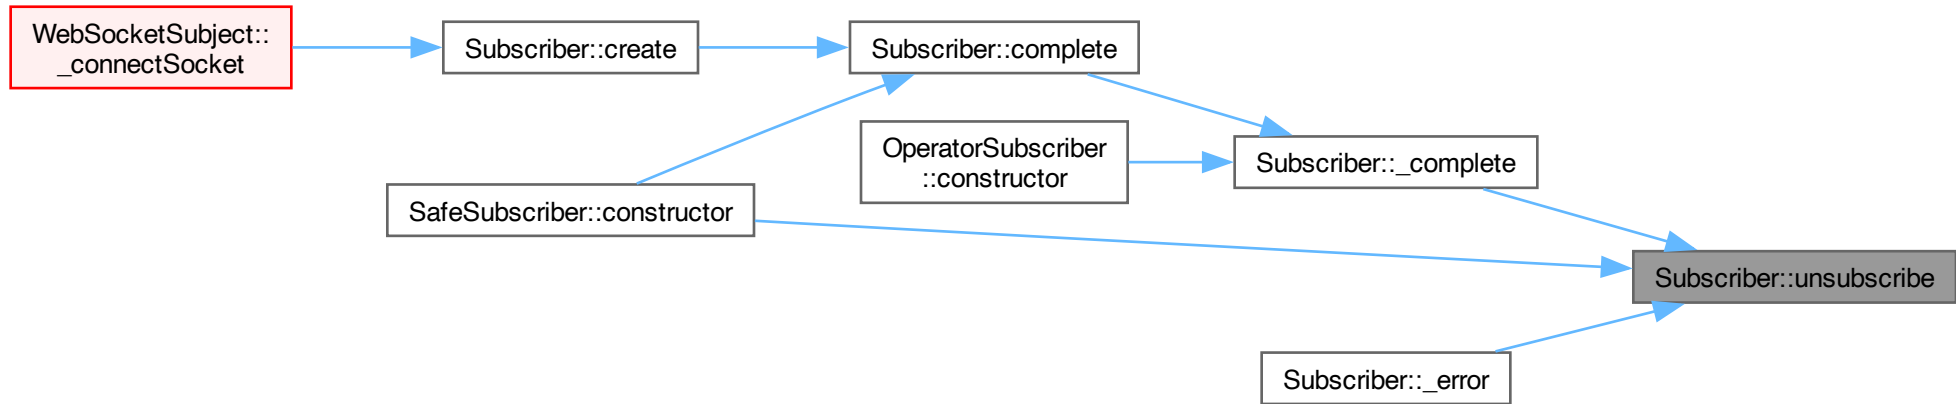 WebSocketSubject::
_connectSocket
Subscriber::create
Subscriber::complete
OperatorSubscriber
::constructor
Subscriber::_complete
SafeSubscriber::constructor
Subscriber::unsubscribe
Subscriber::_error